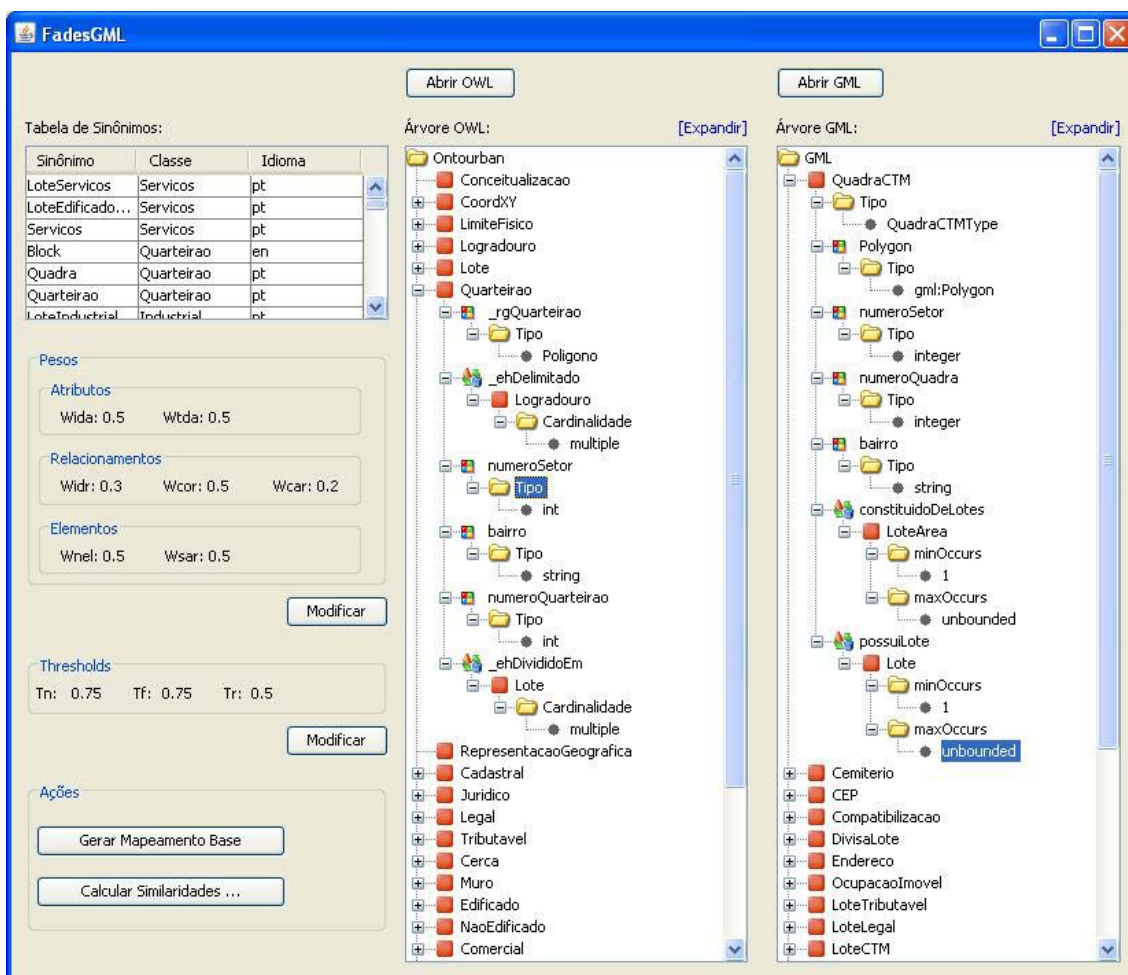 FadesGML
Abrir OWL
Abrir GML
Tabela de Sinônimos:
Sinônimo Classe Idioma
LoteServicos Servicos pt
LoteEdificado... Servicos pt
Servicos Servicos pt
Block Quarteirao en
Quadra Quarteirao pt
Quarteirao Quarteirao pt
LoteIndustrial Industrial pt
Pesos
Atributos
Wida: 0.5 Wtda: 0.5
Relacionamentos
Widr: 0.3 Wcor: 0.5 Wcar: 0.2
Elementos
Wnel: 0.5 Wsar: 0.5
Modificar
Thresholds
Tn: 0.75 Tf: 0.75 Tr: 0.5
Modificar
Ações
Gerar Mapeamento Base
Calcular Similaridades ...
Árvore OWL: [Expandir]
Ontourban
Conceitualizacao
CoordXY
LimiteFisico
Logradouro
Lote
Quarteirao
_rgQuarteirao
Tipo
Poligono
_ehDelimitado
Logradouro
Cardinalidade
multiple
numeroSetor
Tipo
int
bairro
Tipo
string
numeroQuarteirao
Tipo
int
_ehDivididoEm
Lote
Cardinalidade
multiple
RepresentacaoGeografica
Cadastral
Juridico
Legal
Tributavel
Cerca
Muro
Edificado
NaoEdificado
Comercial
Árvore GML: [Expandir]
GML
QuadraCTM
Tipo
QuadraCTMType
Polygon
Tipo
gml:Polygon
numeroSetor
Tipo
integer
numeroQuadra
Tipo
integer
bairro
Tipo
string
constituidoDeLotes
LoteArea
minOccurs
1
maxOccurs
unbounded
possuiLote
Lote
minOccurs
1
maxOccurs
unbounded
Cemiterio
CEP
Compatibilizacao
DivisaLote
Endereco
OcupacaoImovel
LoteTributavel
LoteLegal
LoteCTM